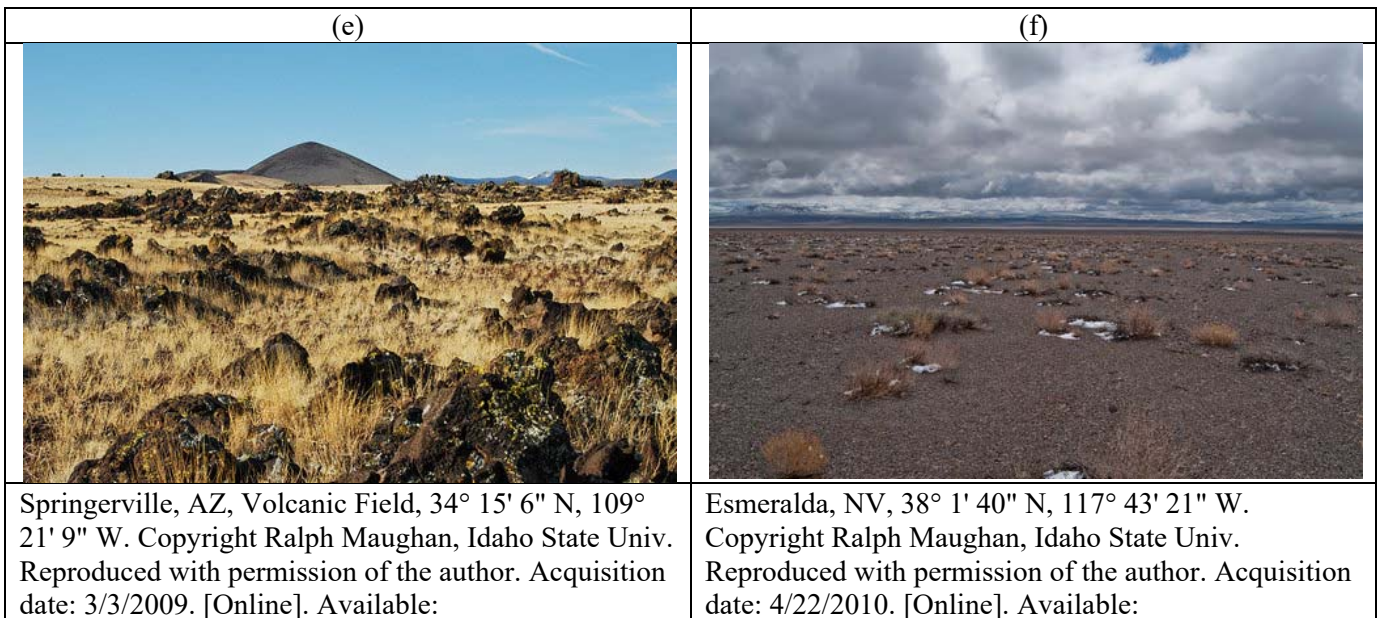 (e)
(f)
Springerville, AZ, Volcanic Field, 34° 15' 6" N, 109°
21' 9" W. Copyright Ralph Maughan, Idaho State Univ.
Reproduced with permission of the author. Acquisition
date: 3/3/2009. [Online]. Available:
Esmeralda, NV, 38° 1' 40" N, 117° 43' 21" W.
Copyright Ralph Maughan, Idaho State Univ.
Reproduced with permission of the author. Acquisition
date: 4/22/2010. [Online]. Available: